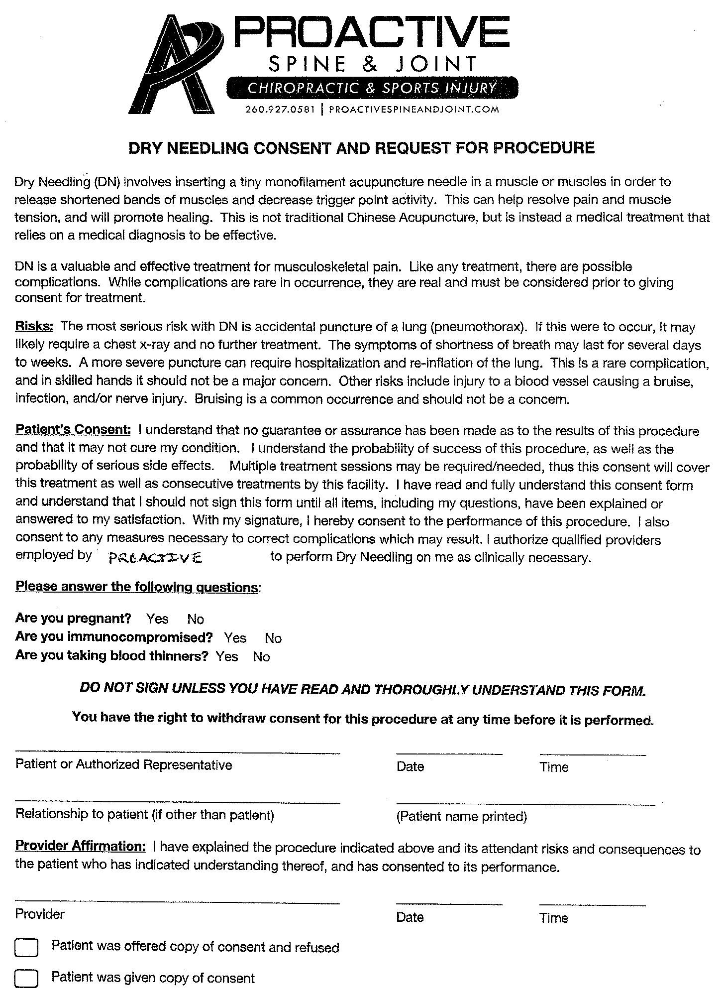 PROACTIVE
SPINE & JOINT
CHIROPRACTIC & SPORTS INJURY
260.927.0581 | PROACTIVESPINEANDJOINT.COM
DRY NEEDLING CONSENT AND REQUEST FOR PROCEDURE
Dry Needling (DN) involves inserting a tiny monofilament acupuncture needle in a muscle or muscles in order to
release shortened bands of muscles and decrease trigger point activity. This can help resolve pain and muscle
tension, and will promote healing. This is not traditional Chinese Acupuncture, but is instead a medical treatment that
relies on a medical diagnosis to be effective.
DN is a valuable and effective treatment for musculoskeletal pain. Like any treatment, there are possible
complications. While complications are rare in occurrence, they are real and must be considered prior to giving
consent for treatment.
Risks: The most serious risk with DN is accidental puncture of a lung (pneumothorax). If this were to occur, it may
likely require a chest x-ray and no further treatment. The symptoms of shortness of breath may last for several days
to weeks. A more severe puncture can require hospitalization and re-inflation of the lung. This is a rare complication,
and in skilled hands it should not be a major concern. Other risks include injury to a blood vessel causing a bruise,
infection, and/or nerve injury. Bruising is a common occurrence and should not be a concern.
Patient's Consent: I understand that no guarantee or assurance has been made as to the results of this procedure
and that it may not cure my condition. I understand the probability of success of this procedure, as well as the
probability of serious side effects. Multiple treatment sessions may be required/needed, thus this consent will cover
this treatment as well as consecutive treatments by this facility. I have read and fully understand this consent form
and understand that I should not sign this form until all items, including my questions, have been explained or
answered to my satisfaction. With my signature, I hereby consent to the performance of this procedure. I also
consent to any measures necessary to correct complications which may result. I authorize qualified providers
employed by PROACTIVE to perform Dry Needling on me as clinically necessary.
Please answer the following questions:
Are you pregnant? Yes No
Are you immunocompromised? Yes No
Are you taking blood thinners? Yes No
DO NOT SIGN UNLESS YOU HAVE READ AND THOROUGHLY UNDERSTAND THIS FORM.
You have the right to withdraw consent for this procedure at any time before it is performed.
Patient or Authorized Representative Date Time
Relationship to patient (if other than patient) (Patient name printed)
Provider Affirmation: I have explained the procedure indicated above and its attendant risks and consequences to
the patient who has indicated understanding thereof, and has consented to its performance.
Provider Date Time
Patient was offered copy of consent and refused
Patient was given copy of consent